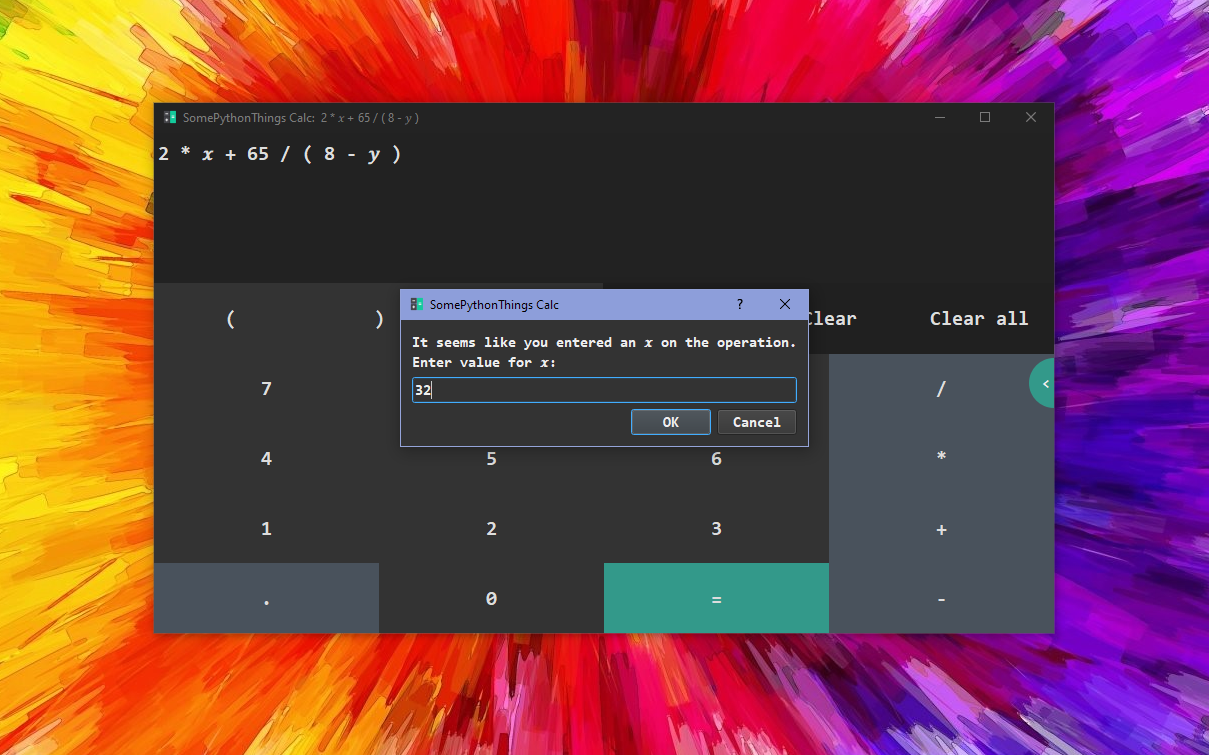 SomePythonThings Calc: 2 * x + 65 / ( 8 - y )
2 * x + 65 / ( 8 - y )
SomePythonThings Calc ?
( ) Clear Clear all
It seems like you entered an x on the operation.
Enter value for x:
32
OK Cancel
7 / <
4 5 6 *
1 2 3 +
. 0 = -